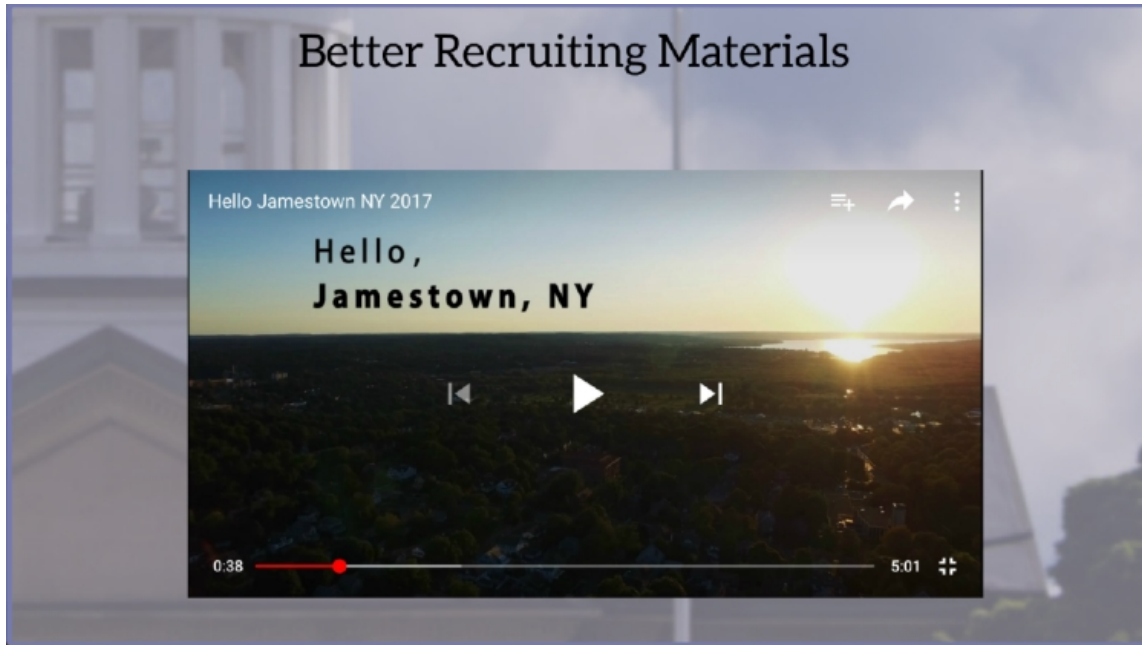 Better Recruiting Materials
Hello Jamestown NY 2017
Hello,
Jamestown, NY
0:38
5:01